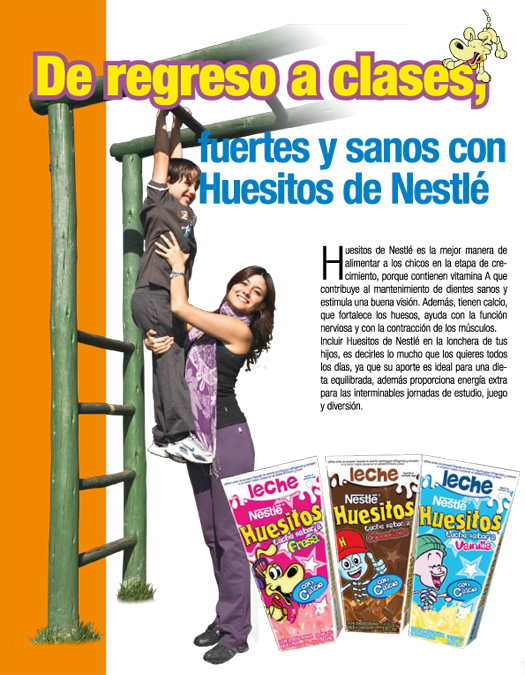 De regreso a clases,
fuertes y sanos con
Huesitos de Nestlé
Huesitos de Nestlé es la mejor manera de
alimentar a los chicos en la etapa de cre-
cimiento, porque contienen vitamina A que
contribuye al mantenimiento de dientes sanos y
estimula una buena visión. Además, tienen calcio,
que fortalece los huesos, ayuda con la función
nerviosa y con la contracción de los músculos.
Incluir Huesitos de Nestlé en la lonchera de tus
hijos, es decirles lo mucho que los quieres todos
los días, ya que su aporte es ideal para una die-
ta equilibrada, además proporciona energía extra
para las interminables jornadas de estudio, juego
y diversión.
leche
Nestlé
Huesitos
Leche sabor a
Fresa
con Calcio
leche
Nestlé
Huesitos
Leche sabor a
Chocolate
H
con Calcio
leche
Nestlé
Huesitos
Leche sabor a
Vainilla
con Calcio